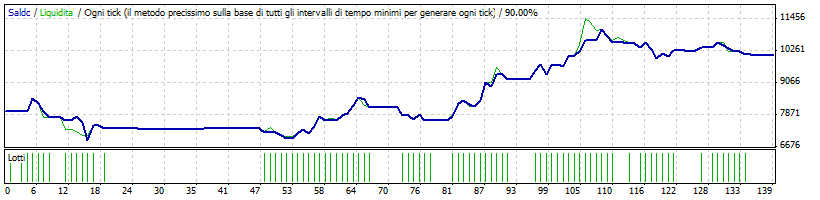 Saldo / Liquidita` / Ogni tick (il metodo precissimo sulla base di tutti gli intervalli di tempo minimi per generare ogni tick) / 90.00%
11456
10261
9066
7871
6676
Lotti
0 6 12 18 24 30 36 41 47 53 58 64 70 76 81 87 93 99 105 110 116 122 128 133 139